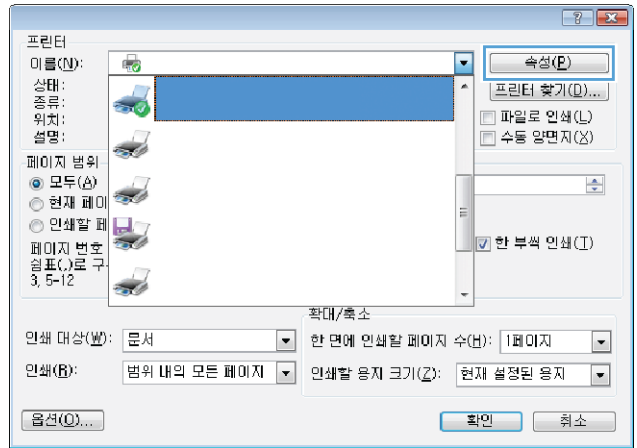 프린터
이름(N):
속성(P)
상태:
프린터 찾기(D)...
종류:
위치:
파일로 인쇄(L)
설명:
수동 양면지(X)
페이지 범위
모두(A)
현재 페이
인쇄할 페
페이지 번호
한 부씩 인쇄(T)
쉼표(,)로 구
3, 5-12
확대/축소
인쇄 대상(W): 문서
한 면에 인쇄할 페이지 수(H): 1페이지
인쇄(R): 범위 내의 모든 페이지
인쇄할 용지 크기(Z): 현재 설정된 용지
옵션(O)...
확인
취소